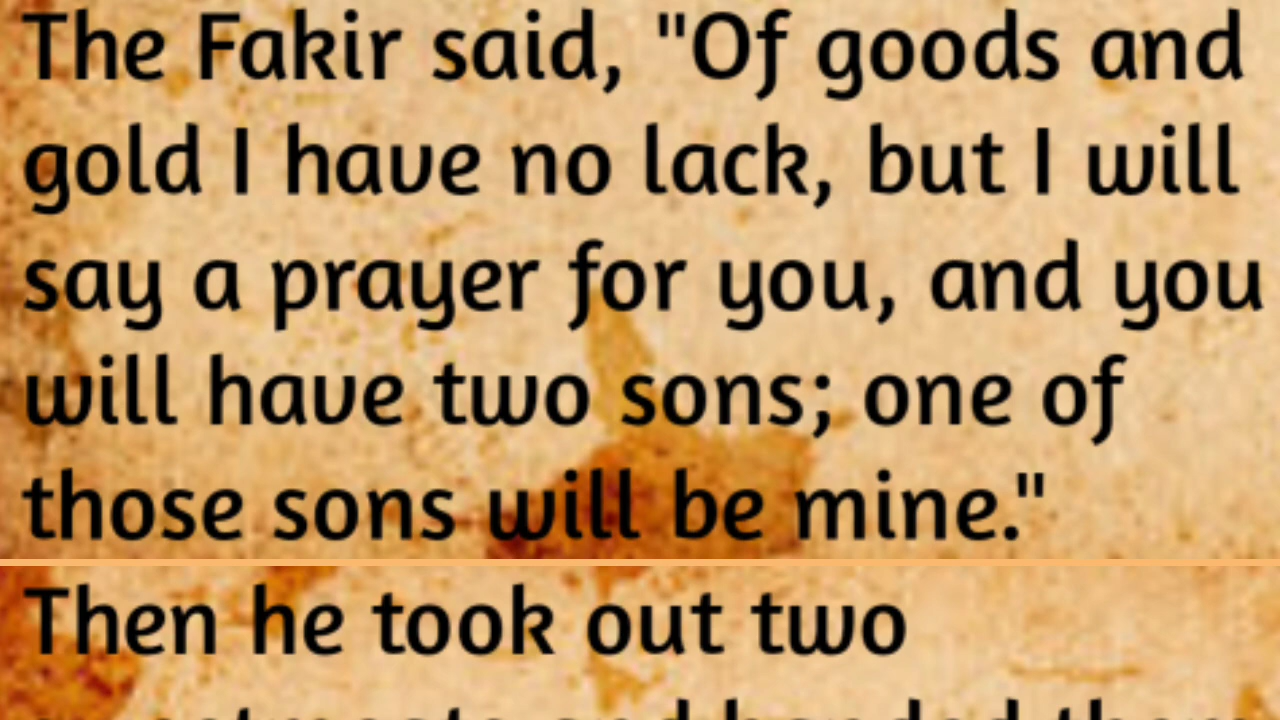 The Fakir said, "Of goods and
gold I have no lack, but I will
say a prayer for you, and you
will have two sons; one of
those sons will be mine."
Then he took out two